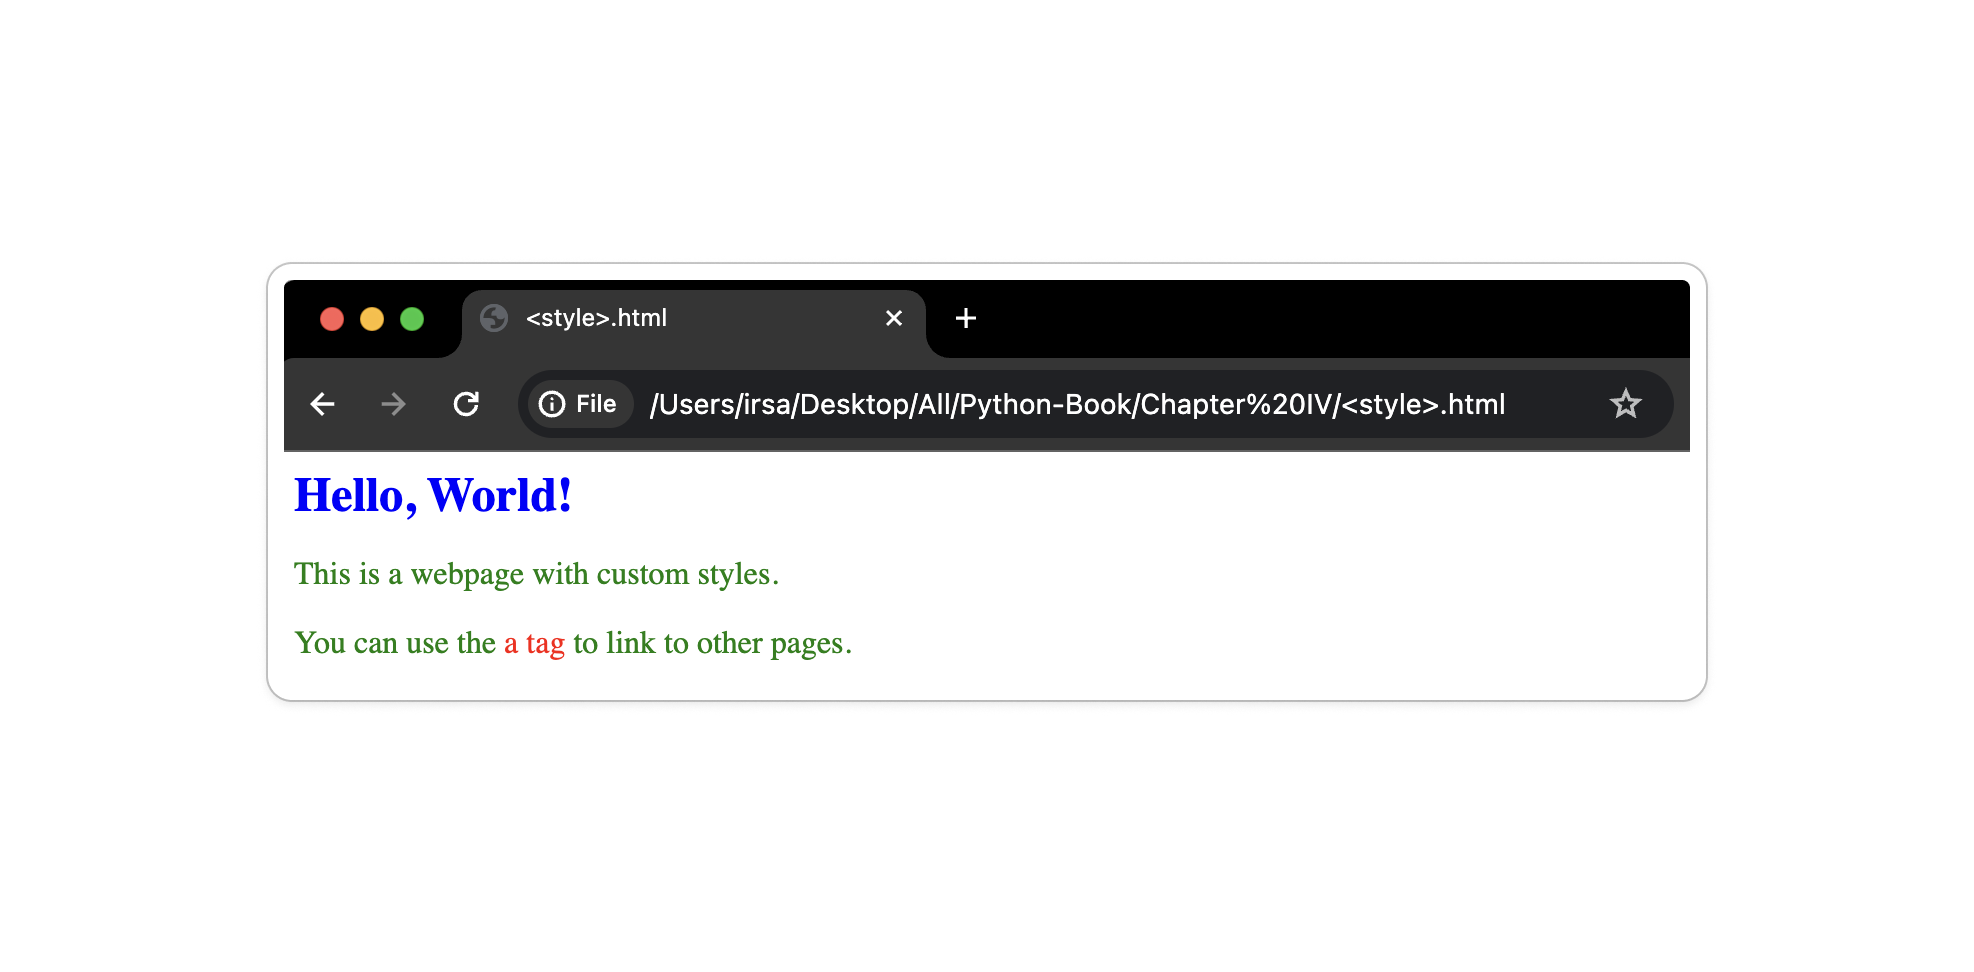 <style>.html
File /Users/irsa/Desktop/All/Python-Book/Chapter%20IV/<style>.html
Hello, World!
This is a webpage with custom styles.
You can use the a tag to link to other pages.